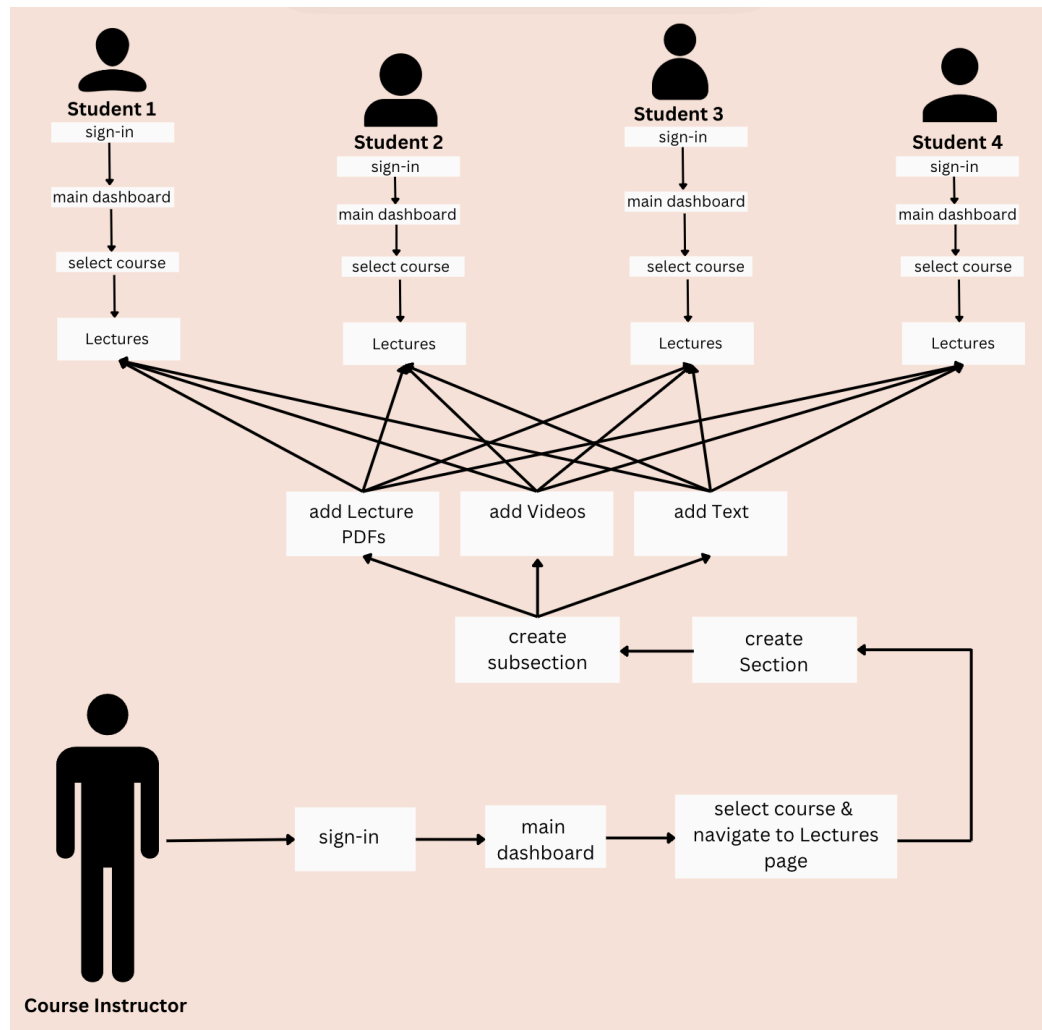 Student 1
sign-in
main dashboard
select course
Lectures
Student 2
sign-in
main dashboard
select course
Lectures
Student 3
sign-in
main dashboard
select course
Lectures
Student 4
sign-in
main dashboard
select course
Lectures
add Lecture
PDFs
add Videos
add Text
create
subsection
create
Section
sign-in
main
dashboard
select course &
navigate to Lectures
page
Course Instructor